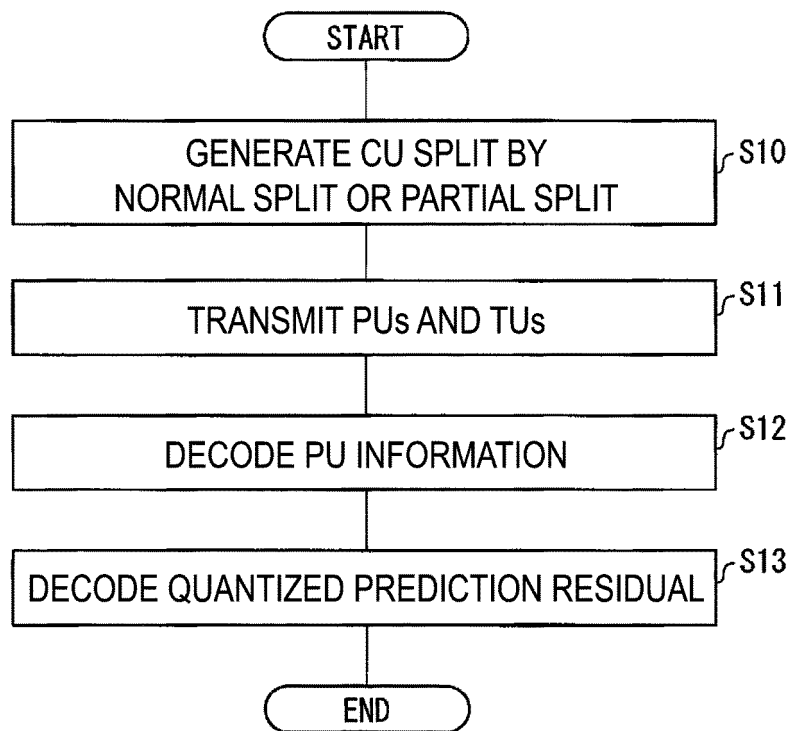 START
GENERATE CU SPLIT BY
NORMAL SPLIT OR PARTIAL SPLIT
S10
TRANSMIT PUs AND TUs
S11
DECODE PU INFORMATION
S12
DECODE QUANTIZED PREDICTION RESIDUAL
S13
END